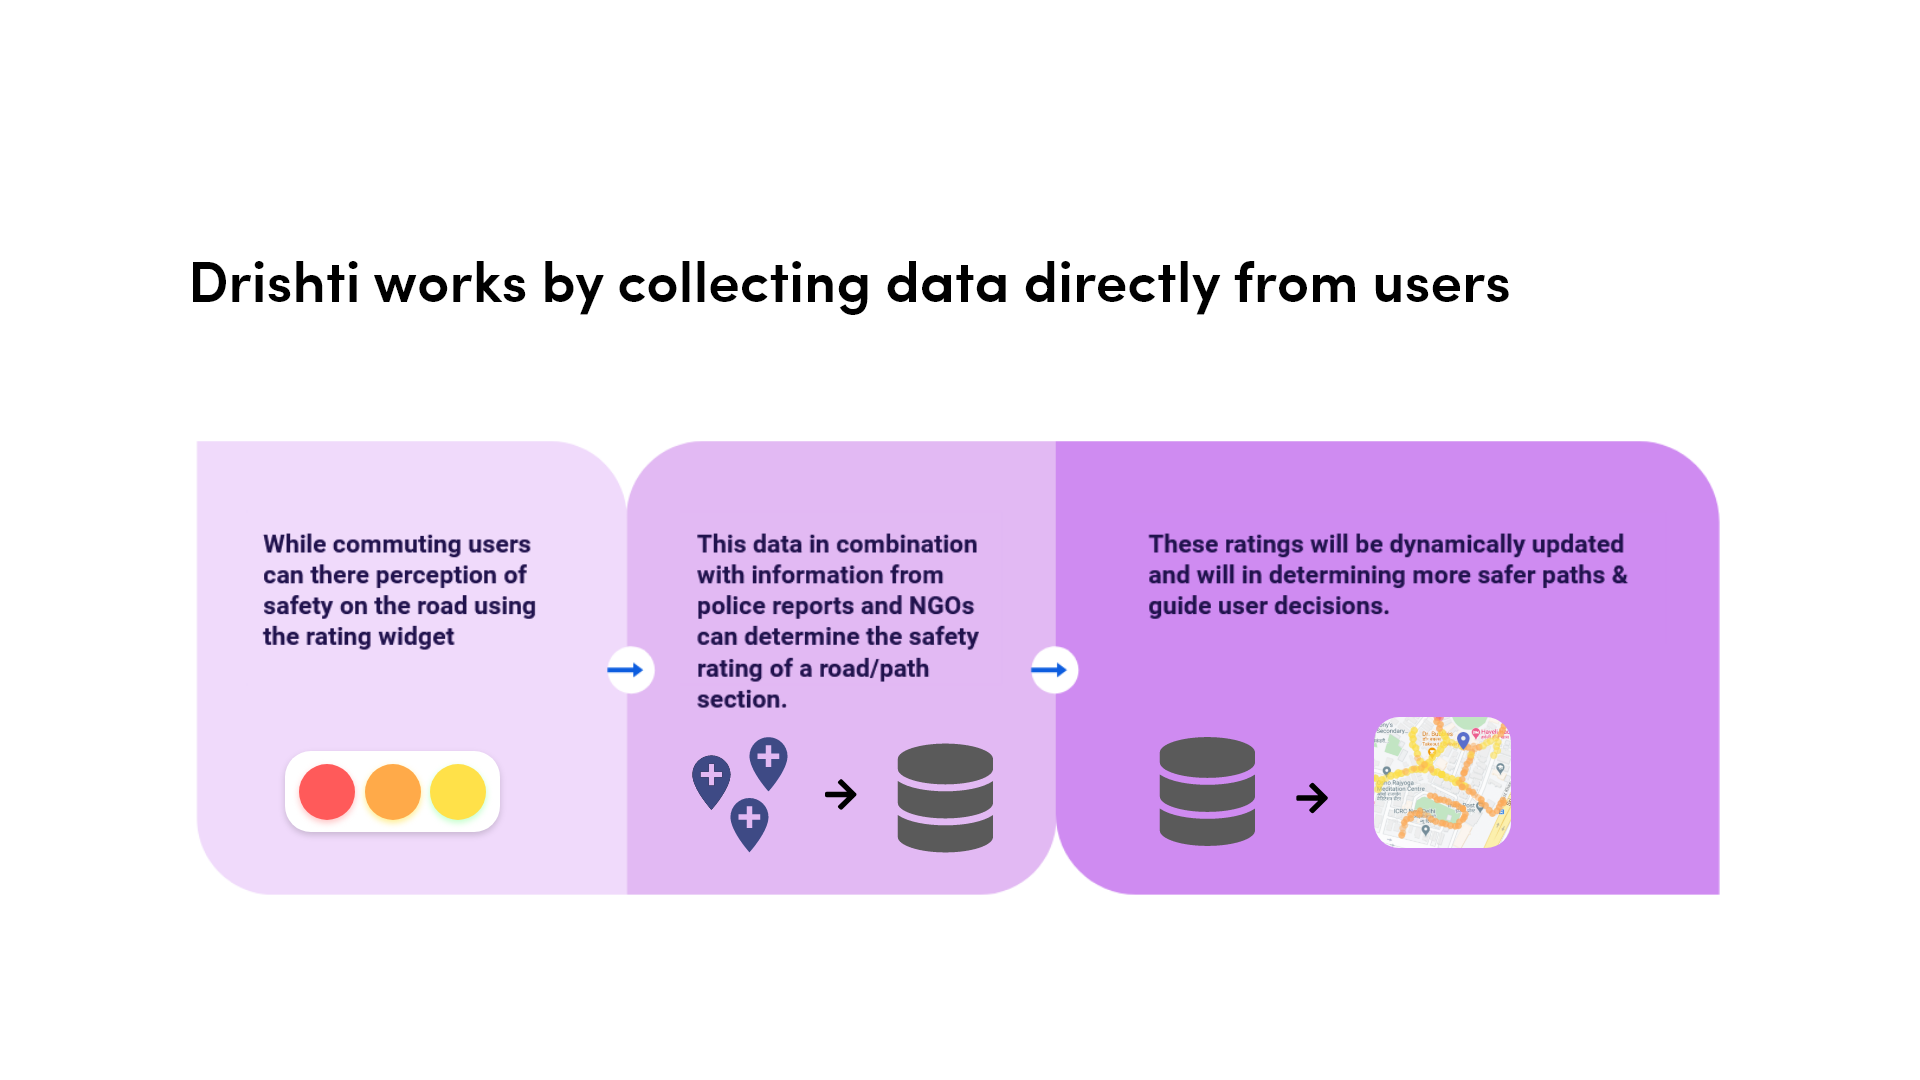 Drishti works by collecting data directly from users
While commuting users
can there perception of
safety on the road using
the rating widget
This data in combination
with information from
police reports and NGOs
can determine the safety
rating of a road/path
section.
These ratings will be dynamically updated
and will in determining more safer paths &
guide user decisions.